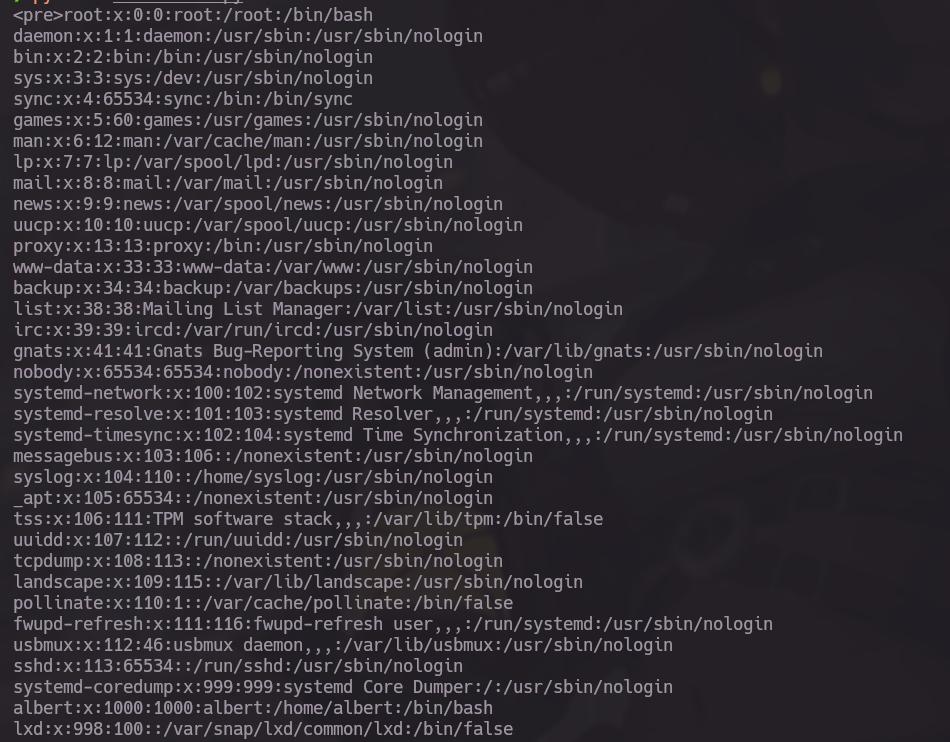 <pre>root:x:0:0:root:/root:/bin/bash
daemon:x:1:1:daemon:/usr/sbin:/usr/sbin/nologin
bin:x:2:2:bin:/bin:/usr/sbin/nologin
sys:x:3:3:sys:/dev:/usr/sbin/nologin
sync:x:4:65534:sync:/bin:/bin/sync
games:x:5:60:games:/usr/games:/usr/sbin/nologin
man:x:6:12:man:/var/cache/man:/usr/sbin/nologin
lp:x:7:7:lp:/var/spool/lpd:/usr/sbin/nologin
mail:x:8:8:mail:/var/mail:/usr/sbin/nologin
news:x:9:9:news:/var/spool/news:/usr/sbin/nologin
uucp:x:10:10:uucp:/var/spool/uucp:/usr/sbin/nologin
proxy:x:13:13:proxy:/bin:/usr/sbin/nologin
www-data:x:33:33:www-data:/var/www:/usr/sbin/nologin
backup:x:34:34:backup:/var/backups:/usr/sbin/nologin
list:x:38:38:Mailing List Manager:/var/list:/usr/sbin/nologin
irc:x:39:39:ircd:/var/run/ircd:/usr/sbin/nologin
gnats:x:41:41:Gnats Bug-Reporting System (admin):/var/lib/gnats:/usr/sbin/nologin
nobody:x:65534:65534:nobody:/nonexistent:/usr/sbin/nologin
systemd-network:x:100:102:systemd Network Management,,,:/run/systemd:/usr/sbin/nologin
systemd-resolve:x:101:103:systemd Resolver,,,:/run/systemd:/usr/sbin/nologin
systemd-timesync:x:102:104:systemd Time Synchronization,,,:/run/systemd:/usr/sbin/nologin
messagebus:x:103:106::/nonexistent:/usr/sbin/nologin
syslog:x:104:110::/home/syslog:/usr/sbin/nologin
_apt:x:105:65534::/nonexistent:/usr/sbin/nologin
tss:x:106:111:TPM software stack,,,:/var/lib/tpm:/bin/false
uuidd:x:107:112::/run/uuidd:/usr/sbin/nologin
tcpdump:x:108:113::/nonexistent:/usr/sbin/nologin
landscape:x:109:115::/var/lib/landscape:/usr/sbin/nologin
pollinate:x:110:1::/var/cache/pollinate:/bin/false
fwupd-refresh:x:111:116:fwupd-refresh user,,,:/run/systemd:/usr/sbin/nologin
usbmux:x:112:46:usbmux daemon,,,:/var/lib/usbmux:/usr/sbin/nologin
sshd:x:113:65534::/run/sshd:/usr/sbin/nologin
systemd-coredump:x:999:999:systemd Core Dumper:/:/usr/sbin/nologin
albert:x:1000:1000:albert:/home/albert:/bin/bash
lxd:x:998:100::/var/snap/lxd/common/lxd:/bin/false